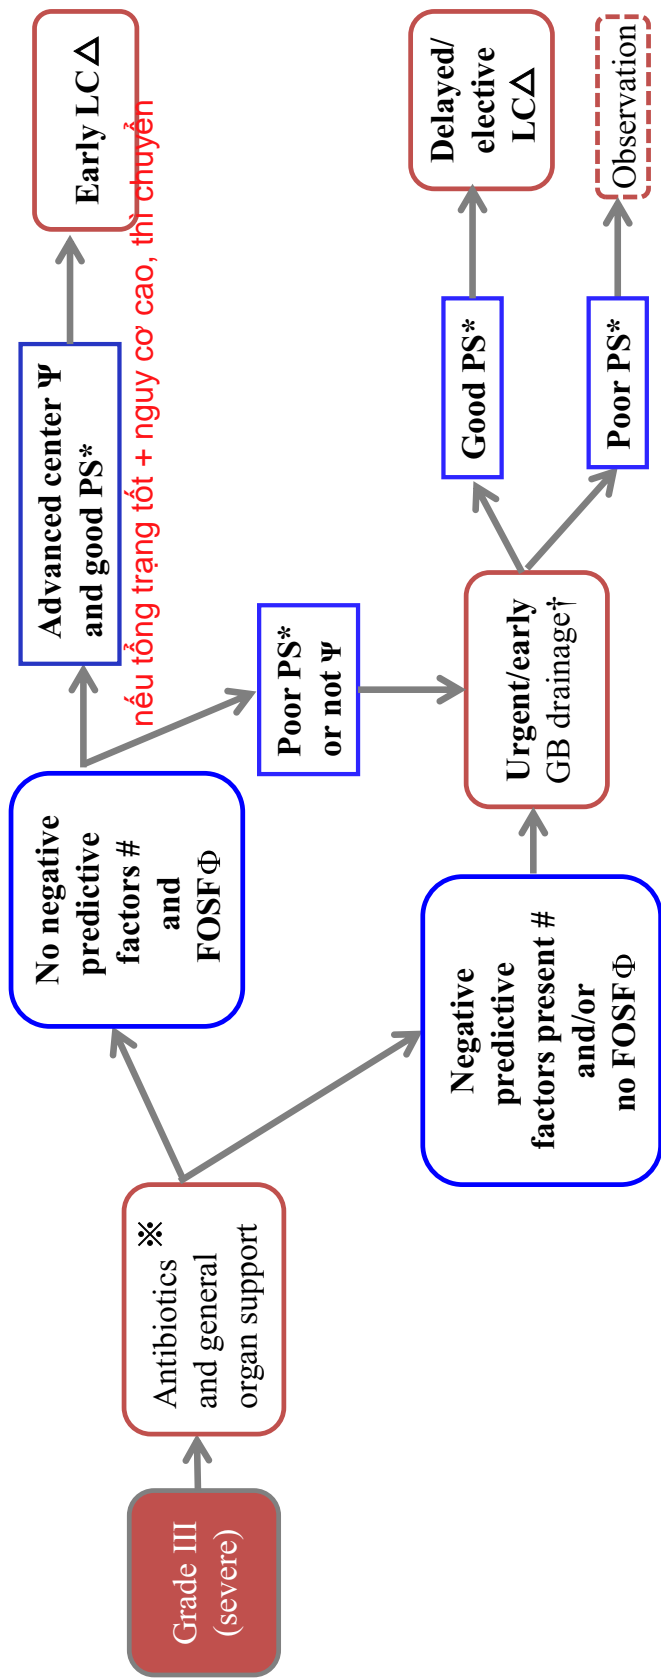 Grade III
(severe)
Antibiotics ※
and general
organ support
No negative
predictive
factors #
and
FOSFΦ
Negative
predictive
factors present #
and/or
no FOSFΦ
Advanced center Ψ
and good PS*
nếu tổng trạng tốt + nguy cơ cao, thì chuyển
Poor PS*
or not Ψ
Urgent/early
GB drainage†
Early LC△
Good PS*
Poor PS*
Delayed/
elective
LC△
Observation